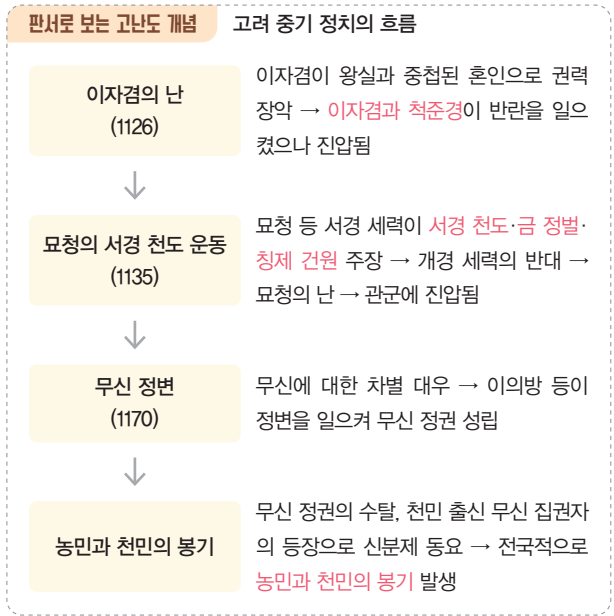 판서로 보는 고난도 개념
고려 중기 정치의 흐름
이자겸의 난
(1126)
이자겸이 왕실과 중첩된 혼인으로 권력
장악 → 이자겸과 척준경이 반란을 일으
켰으나 진압됨
묘청의 서경 천도 운동
(1135)
묘청 등 서경 세력이 서경 천도·금 정벌·
칭제 건원 주장 → 개경 세력의 반대 →
묘청의 난 → 관군에 진압됨
무신 정변
(1170)
무신에 대한 차별 대우 → 이의방 등이
정변을 일으켜 무신 정권 성립
농민과 천민의 봉기
무신 정권의 수탈, 천민 출신 무신 집권자
의 등장으로 신분제 동요 → 전국적으로
농민과 천민의 봉기 발생